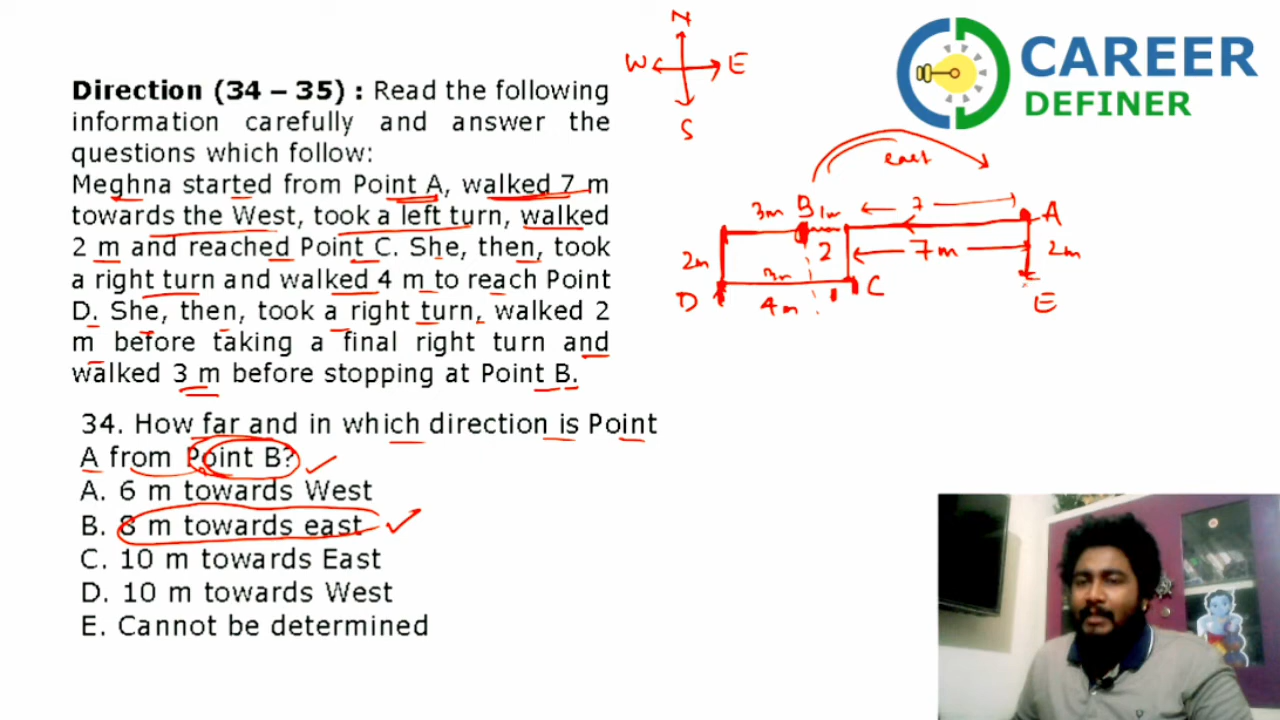 N
W E
S
CAREER
DEFINER
Direction (34 – 35) : Read the following
information carefully and answer the
questions which follow:
Meghna started from Point A, walked 7 m
towards the West, took a left turn, walked
2 m and reached Point C. She, then, took
a right turn and walked 4 m to reach Point
D. She, then, took a right turn, walked 2
m before taking a final right turn and
walked 3 m before stopping at Point B.
34. How far and in which direction is Point
A from Point B?
A. 6 m towards West
B. 8 m towards east
C. 10 m towards East
D. 10 m towards West
E. Cannot be determined
east
3m B 1m 7 A
2m 2 7m 2m
3m
D 4m C E